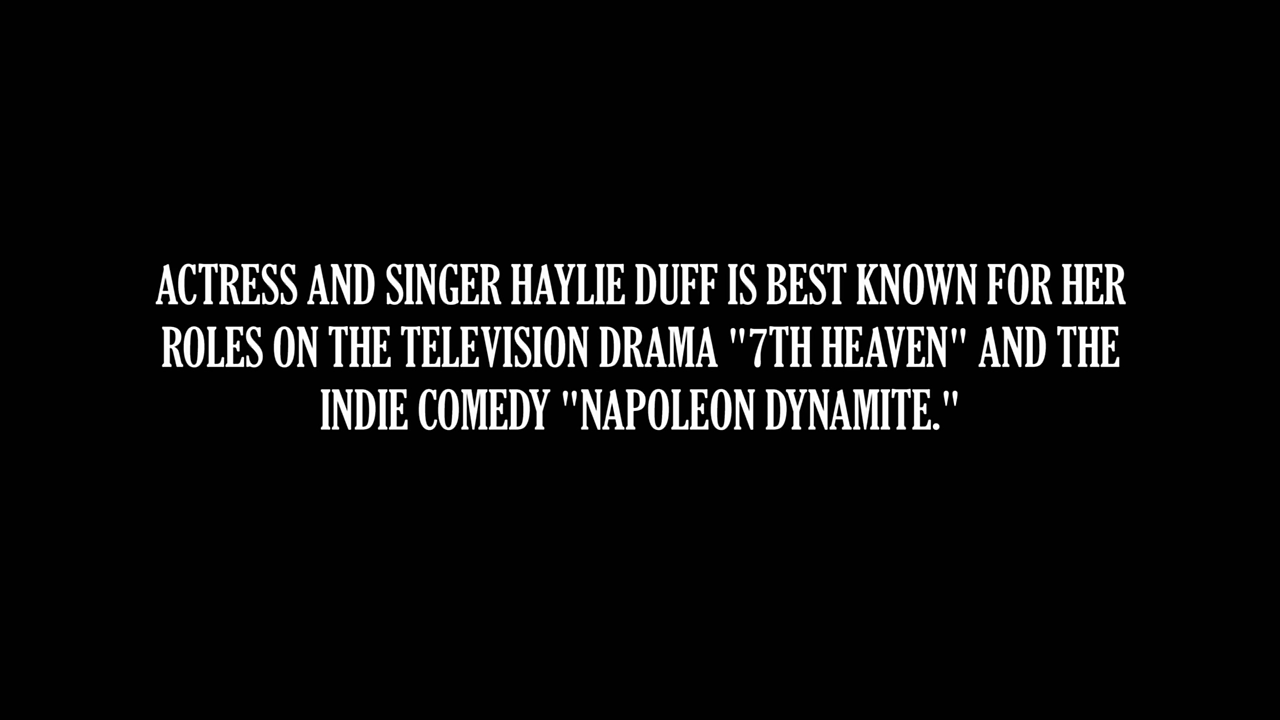 ACTRESS AND SINGER HAYLIE DUFF IS BEST KNOWN FOR HER
ROLES ON THE TELEVISION DRAMA "7TH HEAVEN" AND THE
INDIE COMEDY "NAPOLEON DYNAMITE."